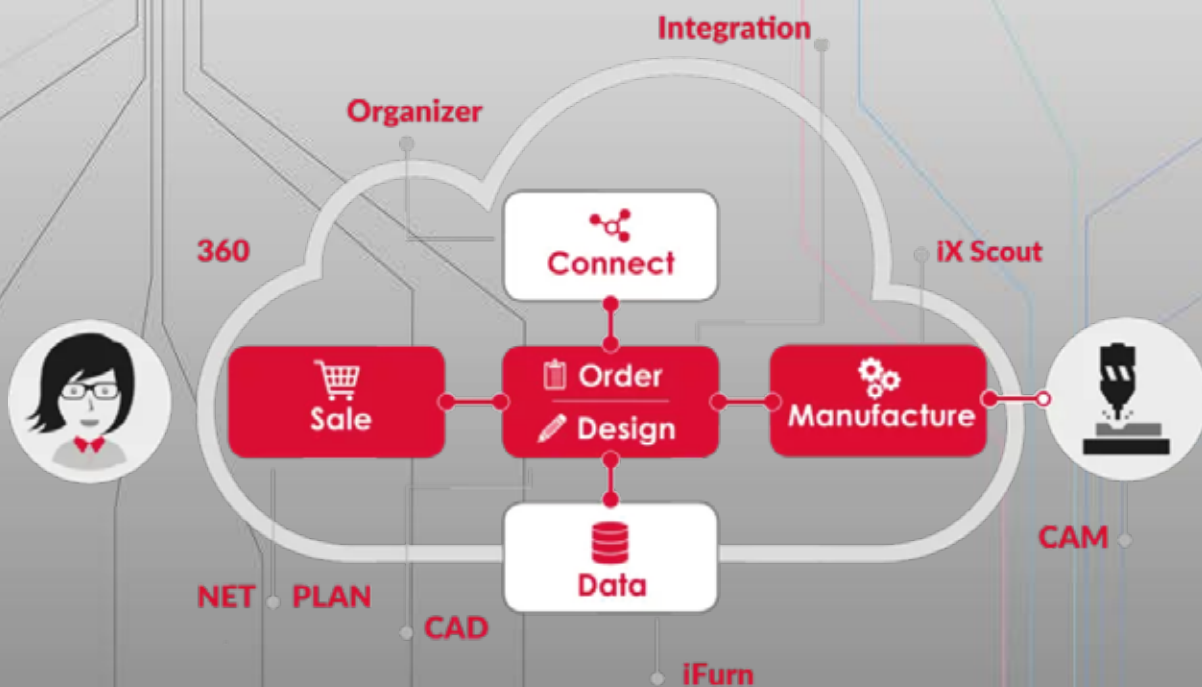 Integration
Organizer
360
Connect
iX Scout
Sale
Order
Design
Manufacture
Data
CAM
NET PLAN
CAD
iFurn